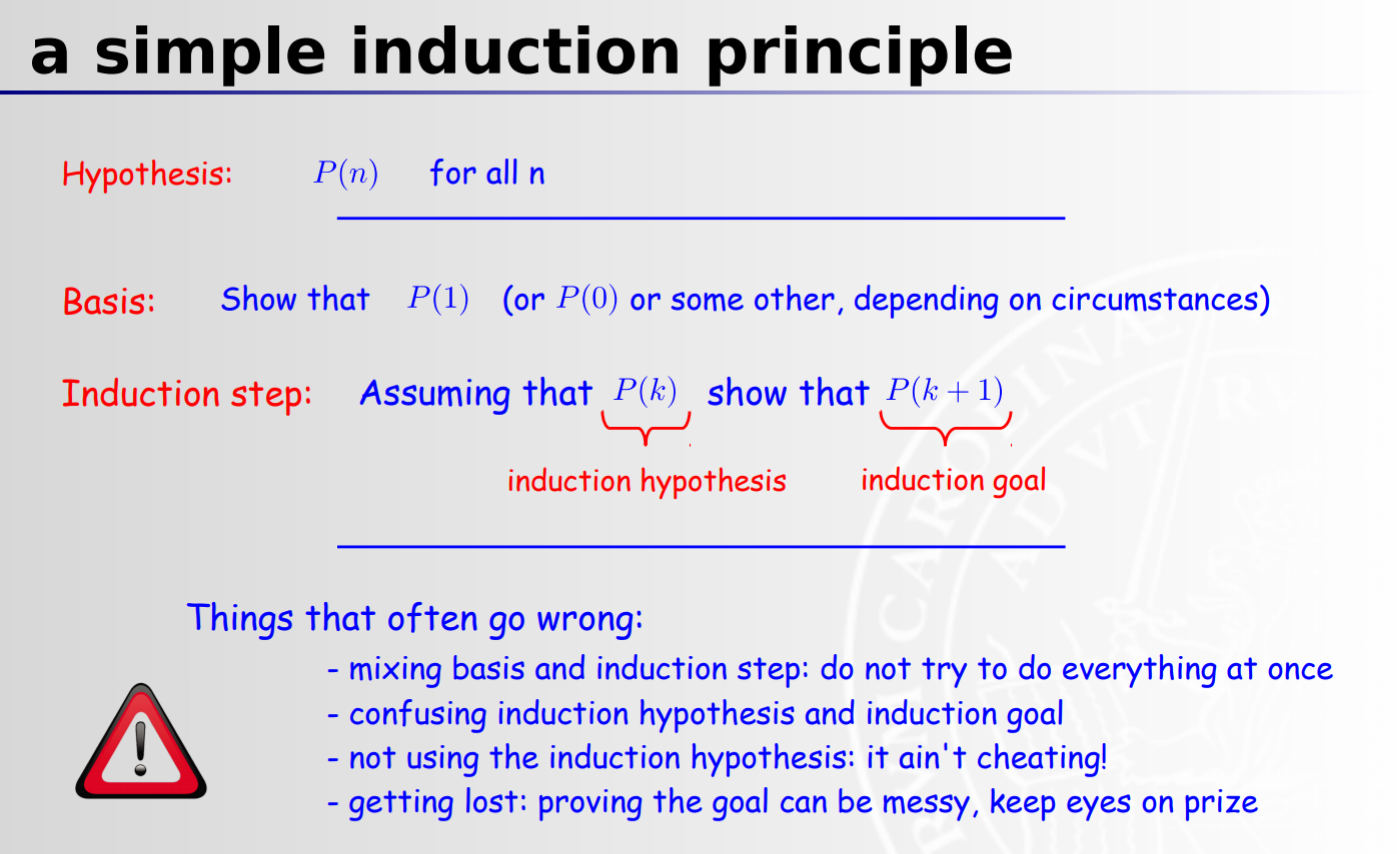 a simple induction principle
Hypothesis: P(n) for all n
Basis: Show that P(1) (or P(0) or some other, depending on circumstances)
Induction step: Assuming that P(k) show that P(k + 1)
induction hypothesis induction goal
Things that often go wrong:
- mixing basis and induction step: do not try to do everything at once
- confusing induction hypothesis and induction goal
- not using the induction hypothesis: it ain't cheating!
- getting lost: proving the goal can be messy, keep eyes on prize
CAROLINÆ
AD VT